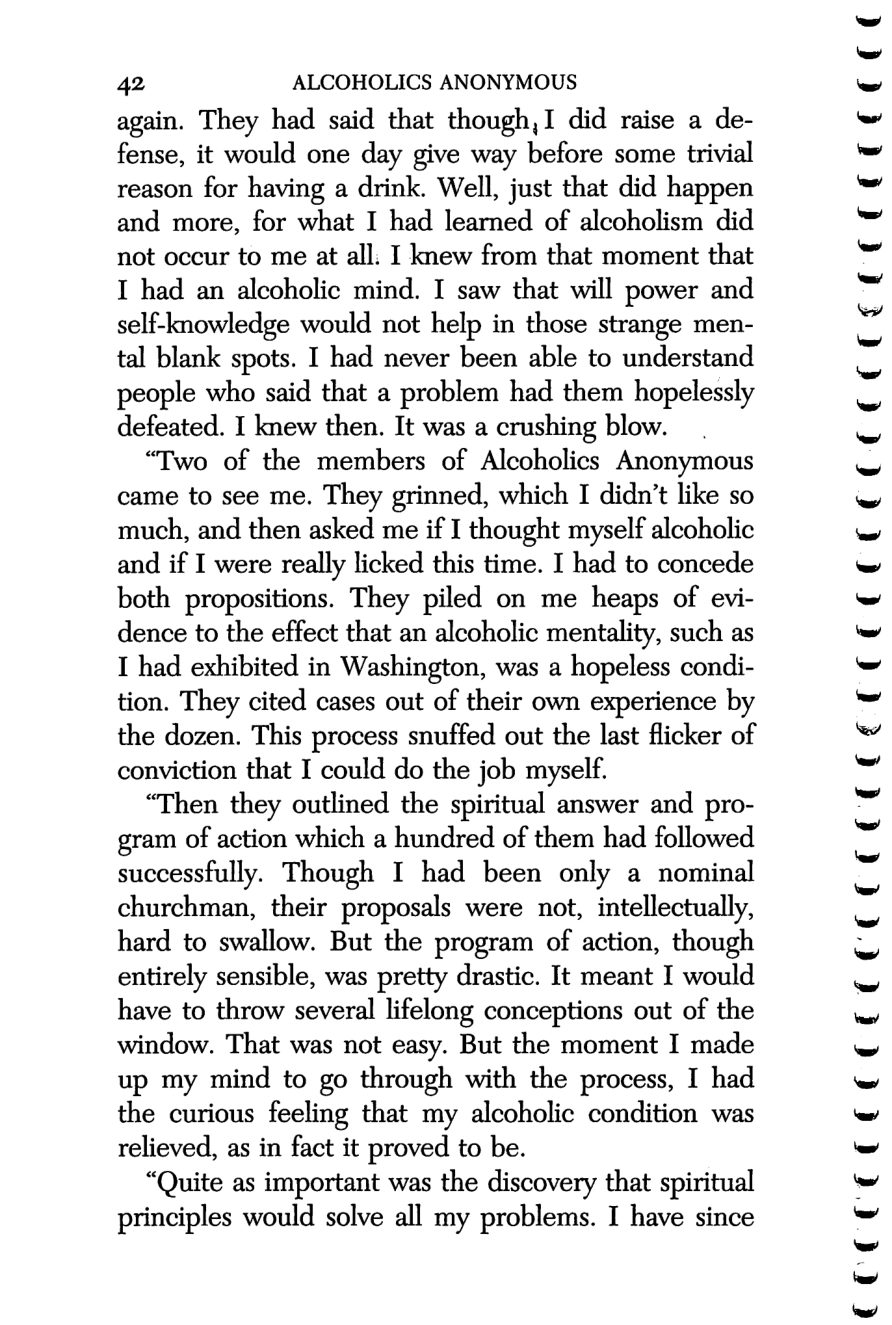 42 ALCOHOLICS ANONYMOUS
again. They had said that though I did raise a de-
fense, it would one day give way before some trivial
reason for having a drink. Well, just that did happen
and more, for what I had learned of alcoholism did
not occur to me at all. I knew from that moment that
I had an alcoholic mind. I saw that will power and
self-knowledge would not help in those strange men-
tal blank spots. I had never been able to understand
people who said that a problem had them hopelessly
defeated. I knew then. It was a crushing blow.
“Two of the members of Alcoholics Anonymous
came to see me. They grinned, which I didn’t like so
much, and then asked me if I thought myself alcoholic
and if I were really licked this time. I had to concede
both propositions. They piled on me heaps of evi-
dence to the effect that an alcoholic mentality, such as
I had exhibited in Washington, was a hopeless condi-
tion. They cited cases out of their own experience by
the dozen. This process snuffed out the last flicker of
conviction that I could do the job myself.
“Then they outlined the spiritual answer and pro-
gram of action which a hundred of them had followed
successfully. Though I had been only a nominal
churchman, their proposals were not, intellectually,
hard to swallow. But the program of action, though
entirely sensible, was pretty drastic. It meant I would
have to throw several lifelong conceptions out of the
window. That was not easy. But the moment I made
up my mind to go through with the process, I had
the curious feeling that my alcoholic condition was
relieved, as in fact it proved to be.
“Quite as important was the discovery that spiritual
principles would solve all my problems. I have since